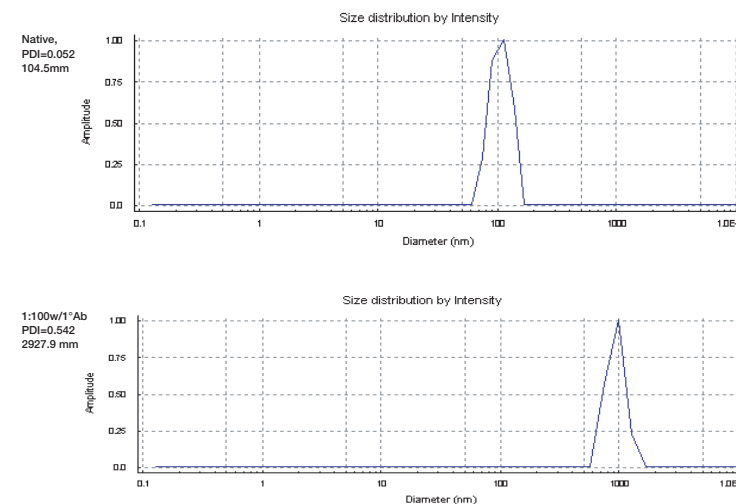 Size distribution by Intensity
Native,
PDI=0.052
104.5mm
Amplitude
1.00
0.75
0.50
0.25
0.0
0.1
1
10
100
1000
Diameter (nm)
Size distribution by Intensity
1:100w/1°Ab
PDI=0.542
2927.9 mm
Amplitude
1.00
0.75
0.50
0.25
0.0
0.1
1
10
1000
Diameter (nm)